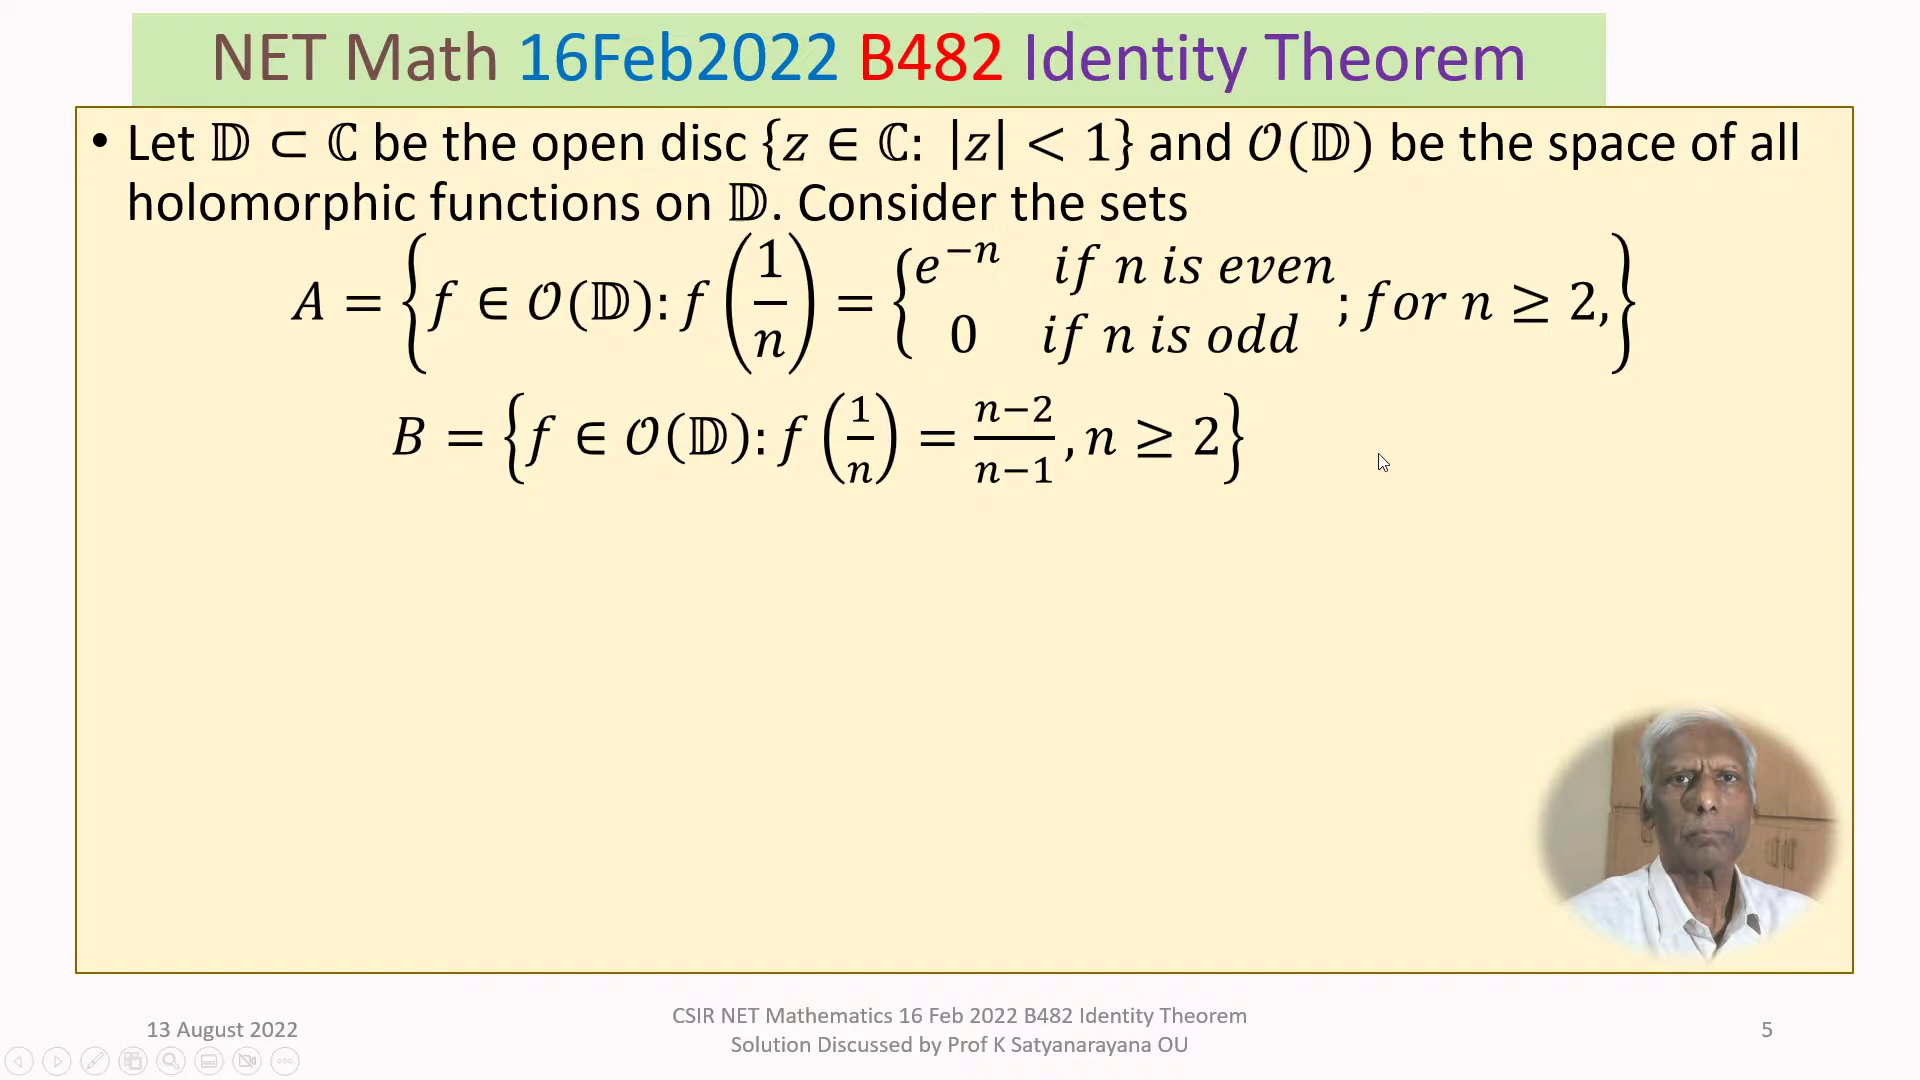 NET Math 16Feb2022 B482 Identity Theorem
• Let 𝔻 ⊂ ℂ be the open disc {z ∈ ℂ: |z| < 1} and 𝒪(𝔻) be the space of all
holomorphic functions on 𝔻. Consider the sets
A = { f ∈ 𝒪(𝔻): f(1/n) = { e^{−n} if n is even ; 0 if n is odd ; for n ≥ 2, }
B = { f ∈ 𝒪(𝔻): f(1/n) = (n−2)/(n−1), n ≥ 2 }
13 August 2022
CSIR NET Mathematics 16 Feb 2022 B482 Identity Theorem
Solution Discussed by Prof K Satyanarayana OU
5